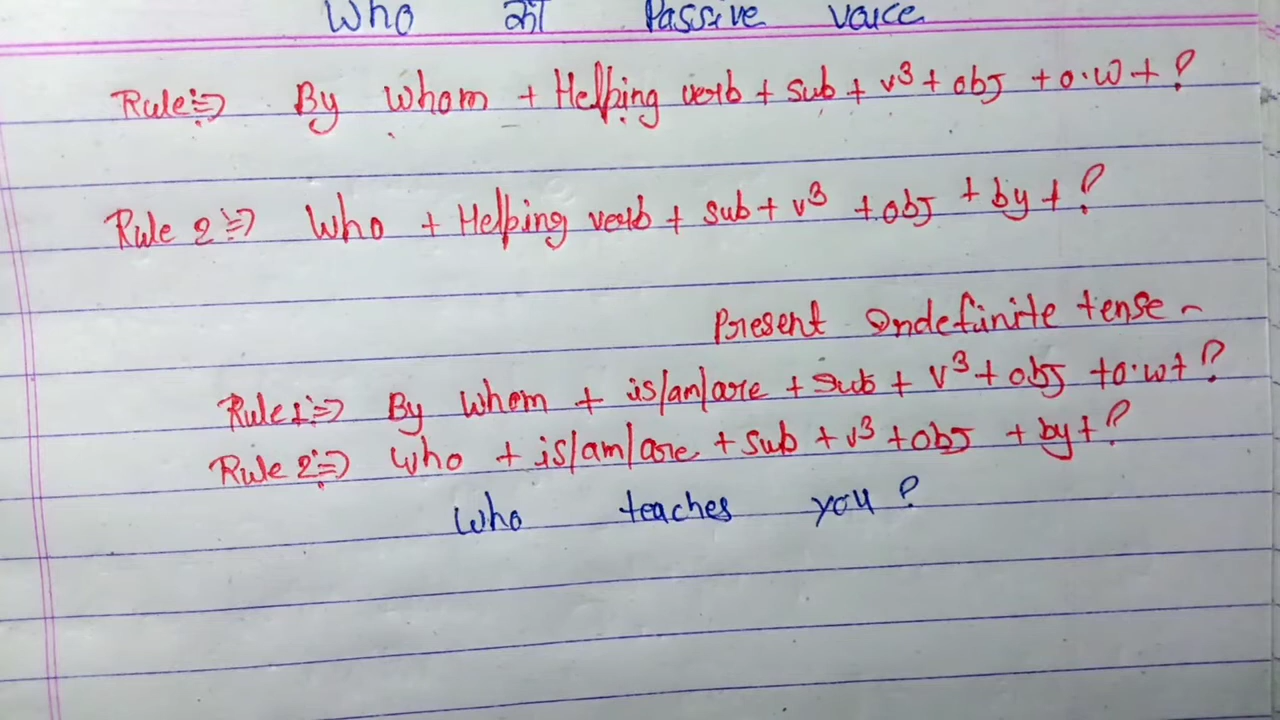 Who का Passive voice
Rule:⇒ By whom + Helping verb + sub + v³ + obj + o.w + ?
Rule 2:⇒ Who + Helping verb + sub + v³ + obj + by + ?
Present Indefinite tense -
Rule 1:⇒ By whom + is/am/are + sub + v³ + obj + o.w + ?
Rule 2:⇒ Who + is/am/are + sub + v³ + obj + by + ?
Who teaches you ?